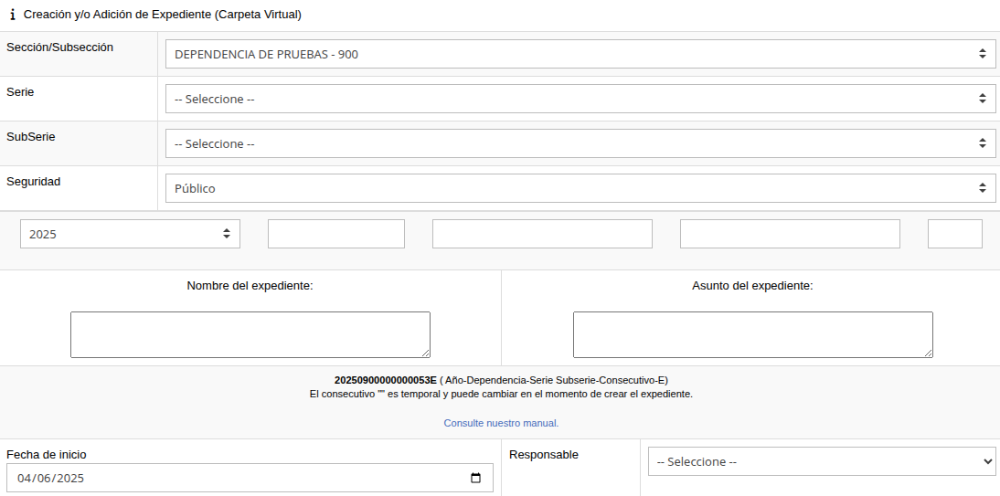 Creación y/o Adición de Expediente (Carpeta Virtual)
Sección/Subsección
DEPENDENCIA DE PRUEBAS - 900
Serie
-- Seleccione --
SubSerie
-- Seleccione --
Seguridad
Público
2025
Nombre del expediente: Asunto del expediente:
20250900000000053E ( Año-Dependencia-Serie Subserie-Consecutivo-E)
El consecutivo "" es temporal y puede cambiar en el momento de crear el expediente.
Consulte nuestro manual.
Fecha de inicio
04/06/2025
Responsable
-- Seleccione --